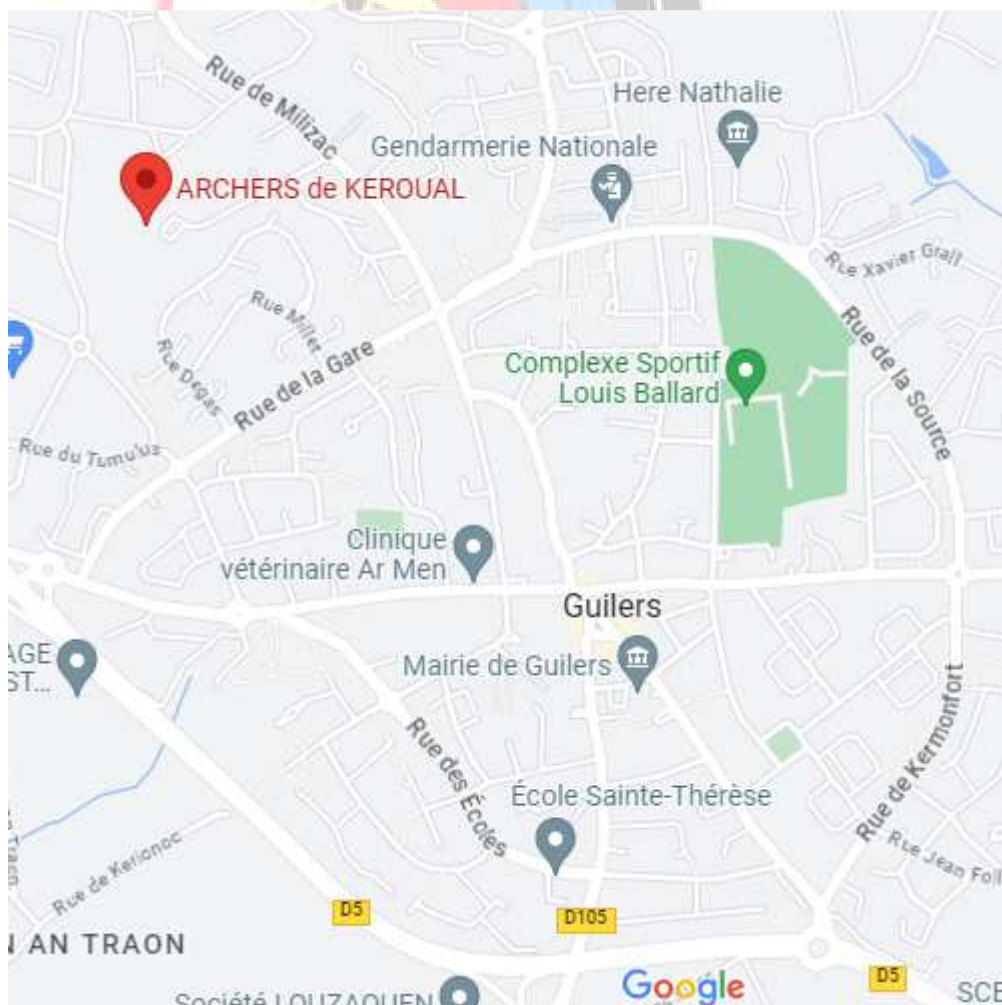 Rue de Milizac
Here Nathalie
Gendarmerie Nationale
ARCHERS de KEROUAL
Rue Xavier Grall
Rue Miller
Rue de la Source
Rue de la Gare
Rue Degas
Complexe Sportif
Louis Ballard
Rue du Tumulus
Clinique
vétérinaire Ar Men
Guilers
AGE
ST...
Mairie de Guilers
Rue de Kermonfort
Rue des Écoles
École Sainte-Thérèse
Rue Jean Foll
Rue de Kerionoc
D5
D105
N AN TRAON
Google
D5
Société LOUZAOUEN
SCE